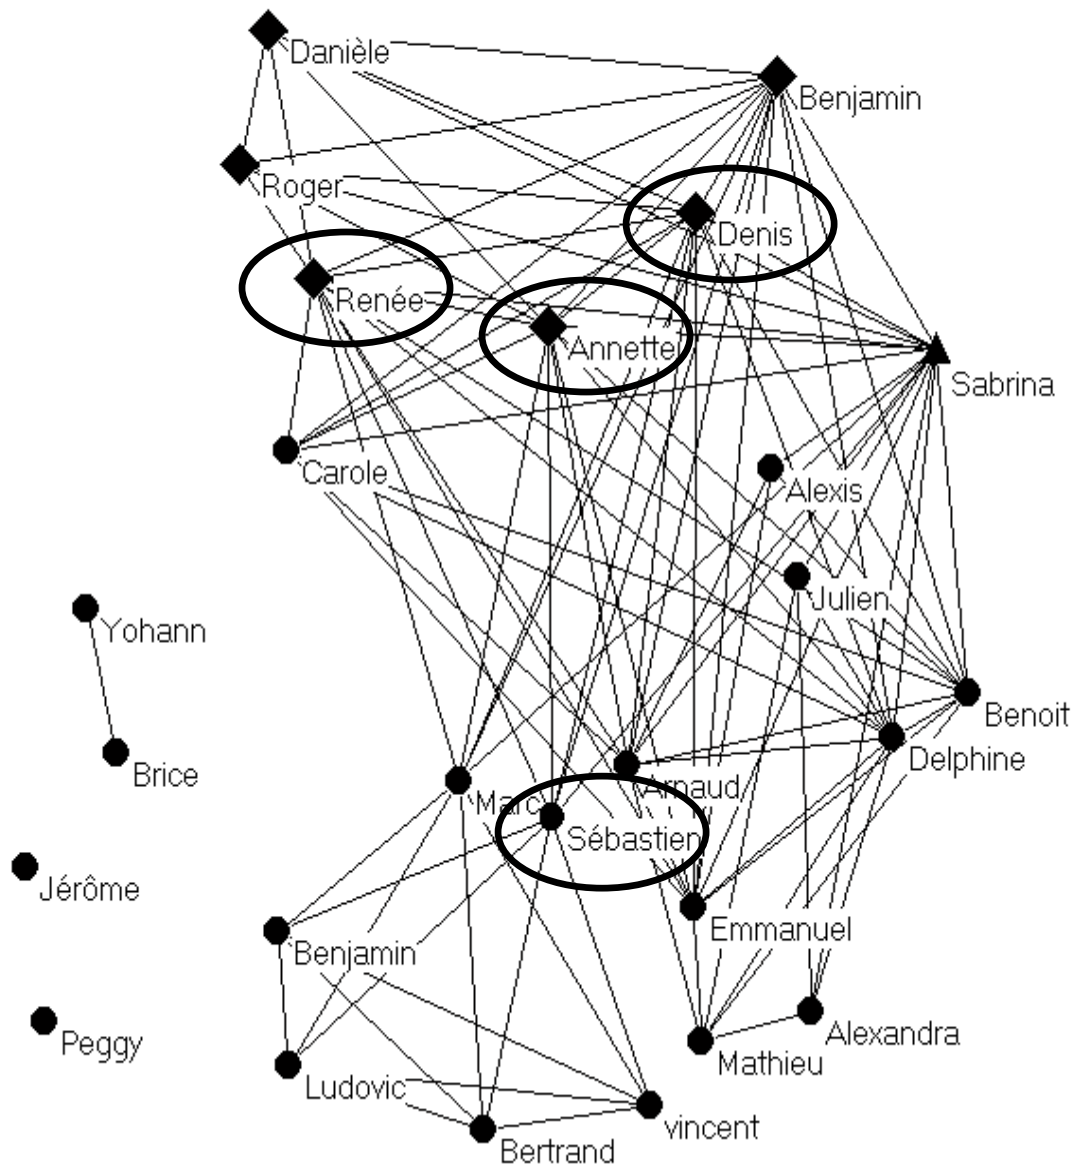 Danièle
Benjamin
Roger
Denis
Renée
Annette
Sabrina
Carole
Alexis
Julien
Yohann
Benoit
Brice
Delphine
Marc
Arnaud
Sébastien
Jérôme
Emmanuel
Benjamin
Peggy
Alexandra
Mathieu
Ludovic
vincent
Bertrand